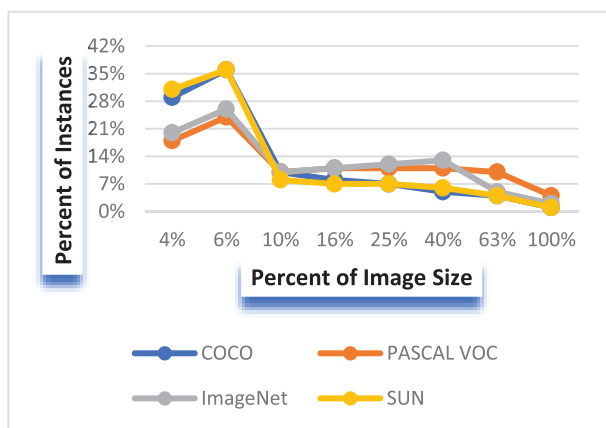 Percent of Instances
42%
35%
28%
21%
14%
7%
0%
4% 6% 10% 16% 25% 40% 63% 100%
Percent of Image Size
COCO PASCAL VOC
ImageNet SUN